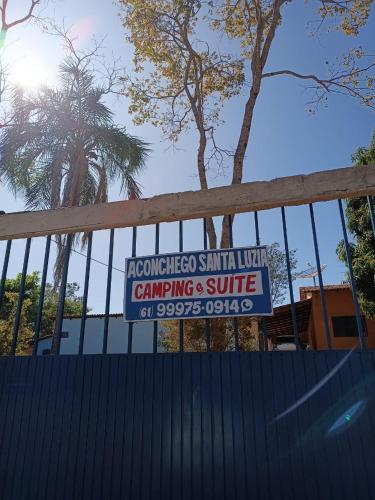 ACONCHEGO SANTA LUZIA
CAMPING & SUITE
(61) 99975-0914